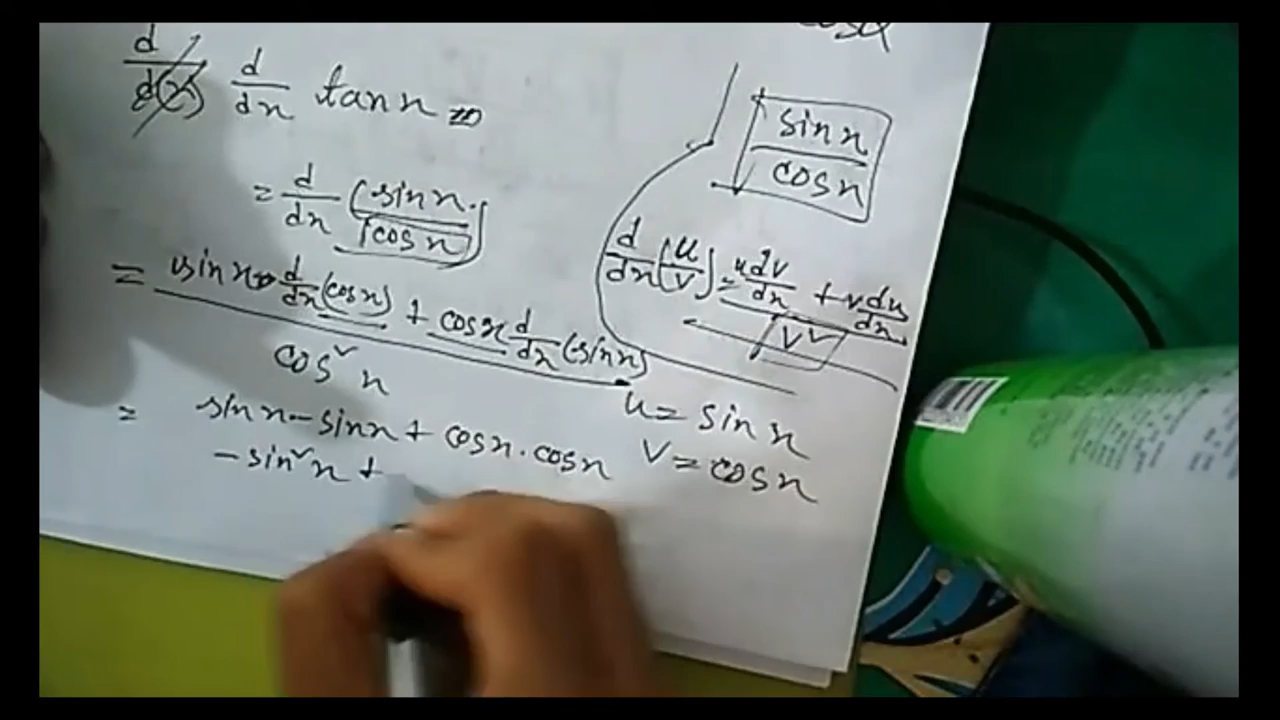 cosx
d/d(x) d/dx tan x =
sin x / cos x
= d/dx (sin x / cos x)
d/dx (u/v) = u dv/dx + v du/dx / v²
= sin x · d/dx (cos x) + cos x d/dx (sin x) / cos² x
u = sin x
v = cos x
= sin x - sin x + cos x . cos x
- sin² x +